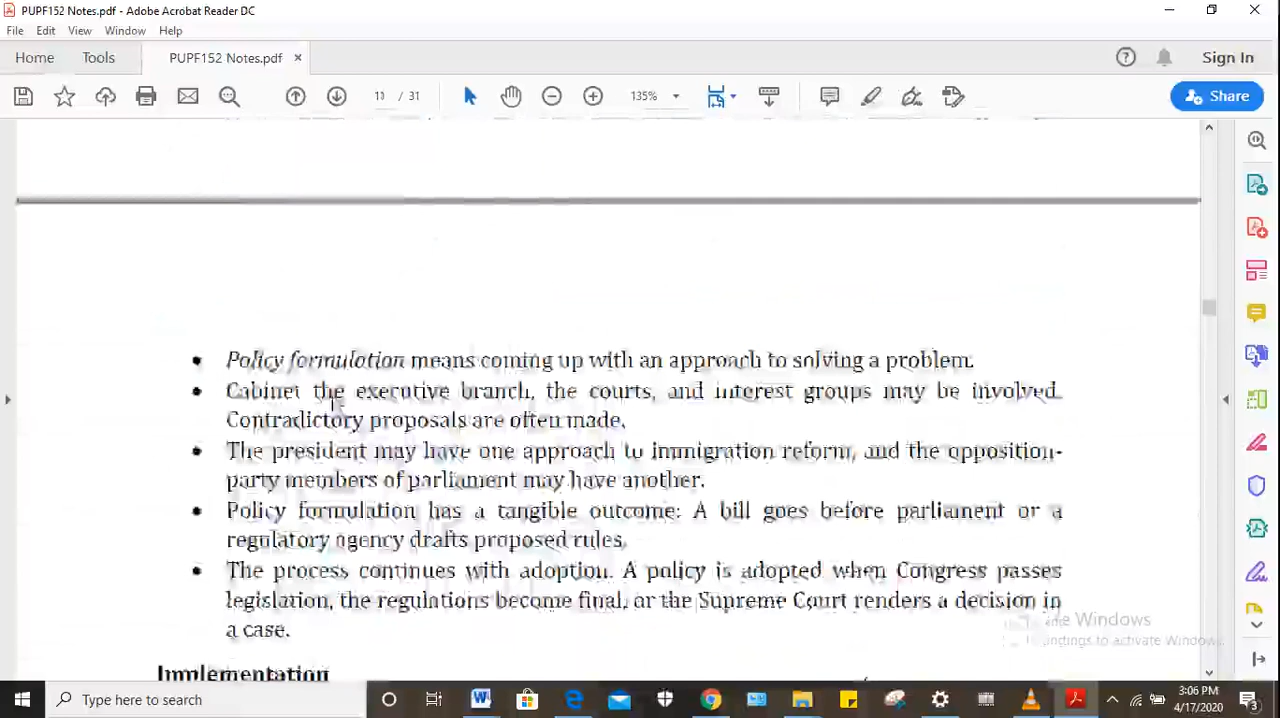 PUPF152 Notes.pdf - Adobe Acrobat Reader DC
File Edit View Window Help
Home Tools PUPF152 Notes.pdf × Sign In
11 / 31 135% Share
• Policy formulation means coming up with an approach to solving a problem.
• Cabinet the executive branch, the courts, and interest groups may be involved.
Contradictory proposals are often made.
• The president may have one approach to immigration reform, and the opposition-
party members of parliament may have another.
• Policy formulation has a tangible outcome: A bill goes before parliament or a
regulatory agency drafts proposed rules.
• The process continues with adoption. A policy is adopted when Congress passes
legislation, the regulations become final, or the Supreme Court renders a decision in
a case.
Windows
to activate Windows.
Implementation
Type here to search
3:06 PM
4/17/2020
3